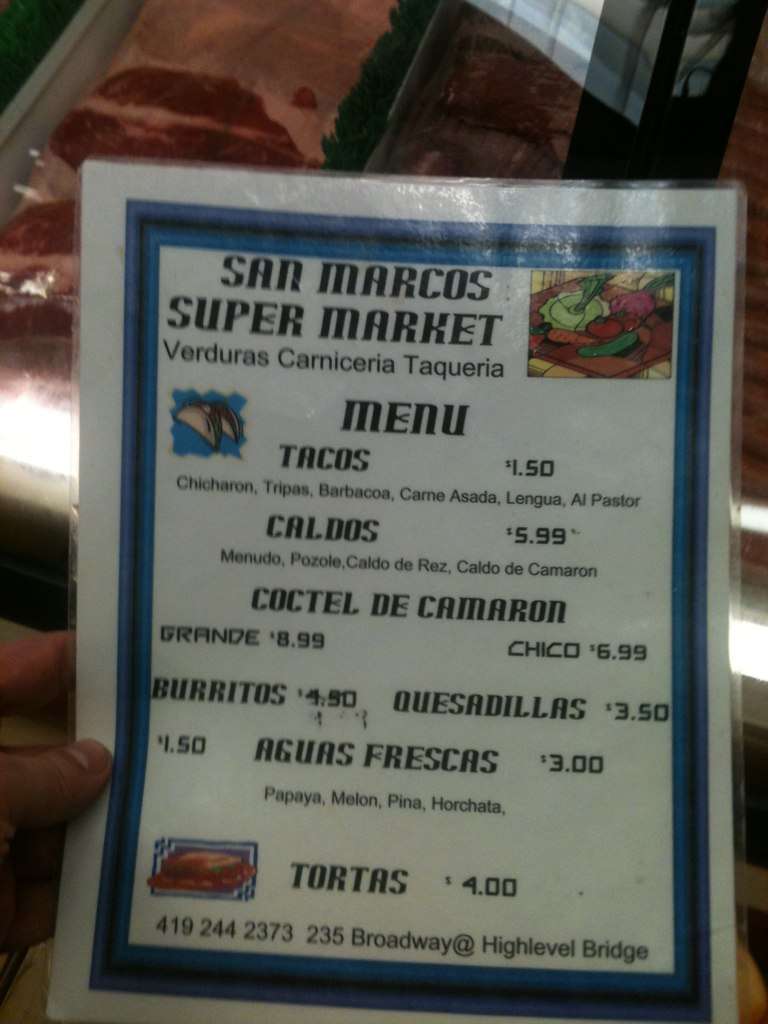 SAN MARCOS
SUPER MARKET
Verduras Carniceria Taqueria
MENU
TACOS $1.50
Chicharon, Tripas, Barbacoa, Carne Asada, Lengua, Al Pastor
CALDOS $5.99
Menudo, Pozole,Caldo de Rez, Caldo de Camaron
COCTEL DE CAMARON
GRANDE $8.99 CHICO $6.99
BURRITOS $4.90 QUESADILLAS $3.50
$1.50 AGUAS FRESCAS $3.00
Papaya, Melon, Pina, Horchata,
TORTAS $4.00
419 244 2373 235 Broadway@ Highlevel Bridge